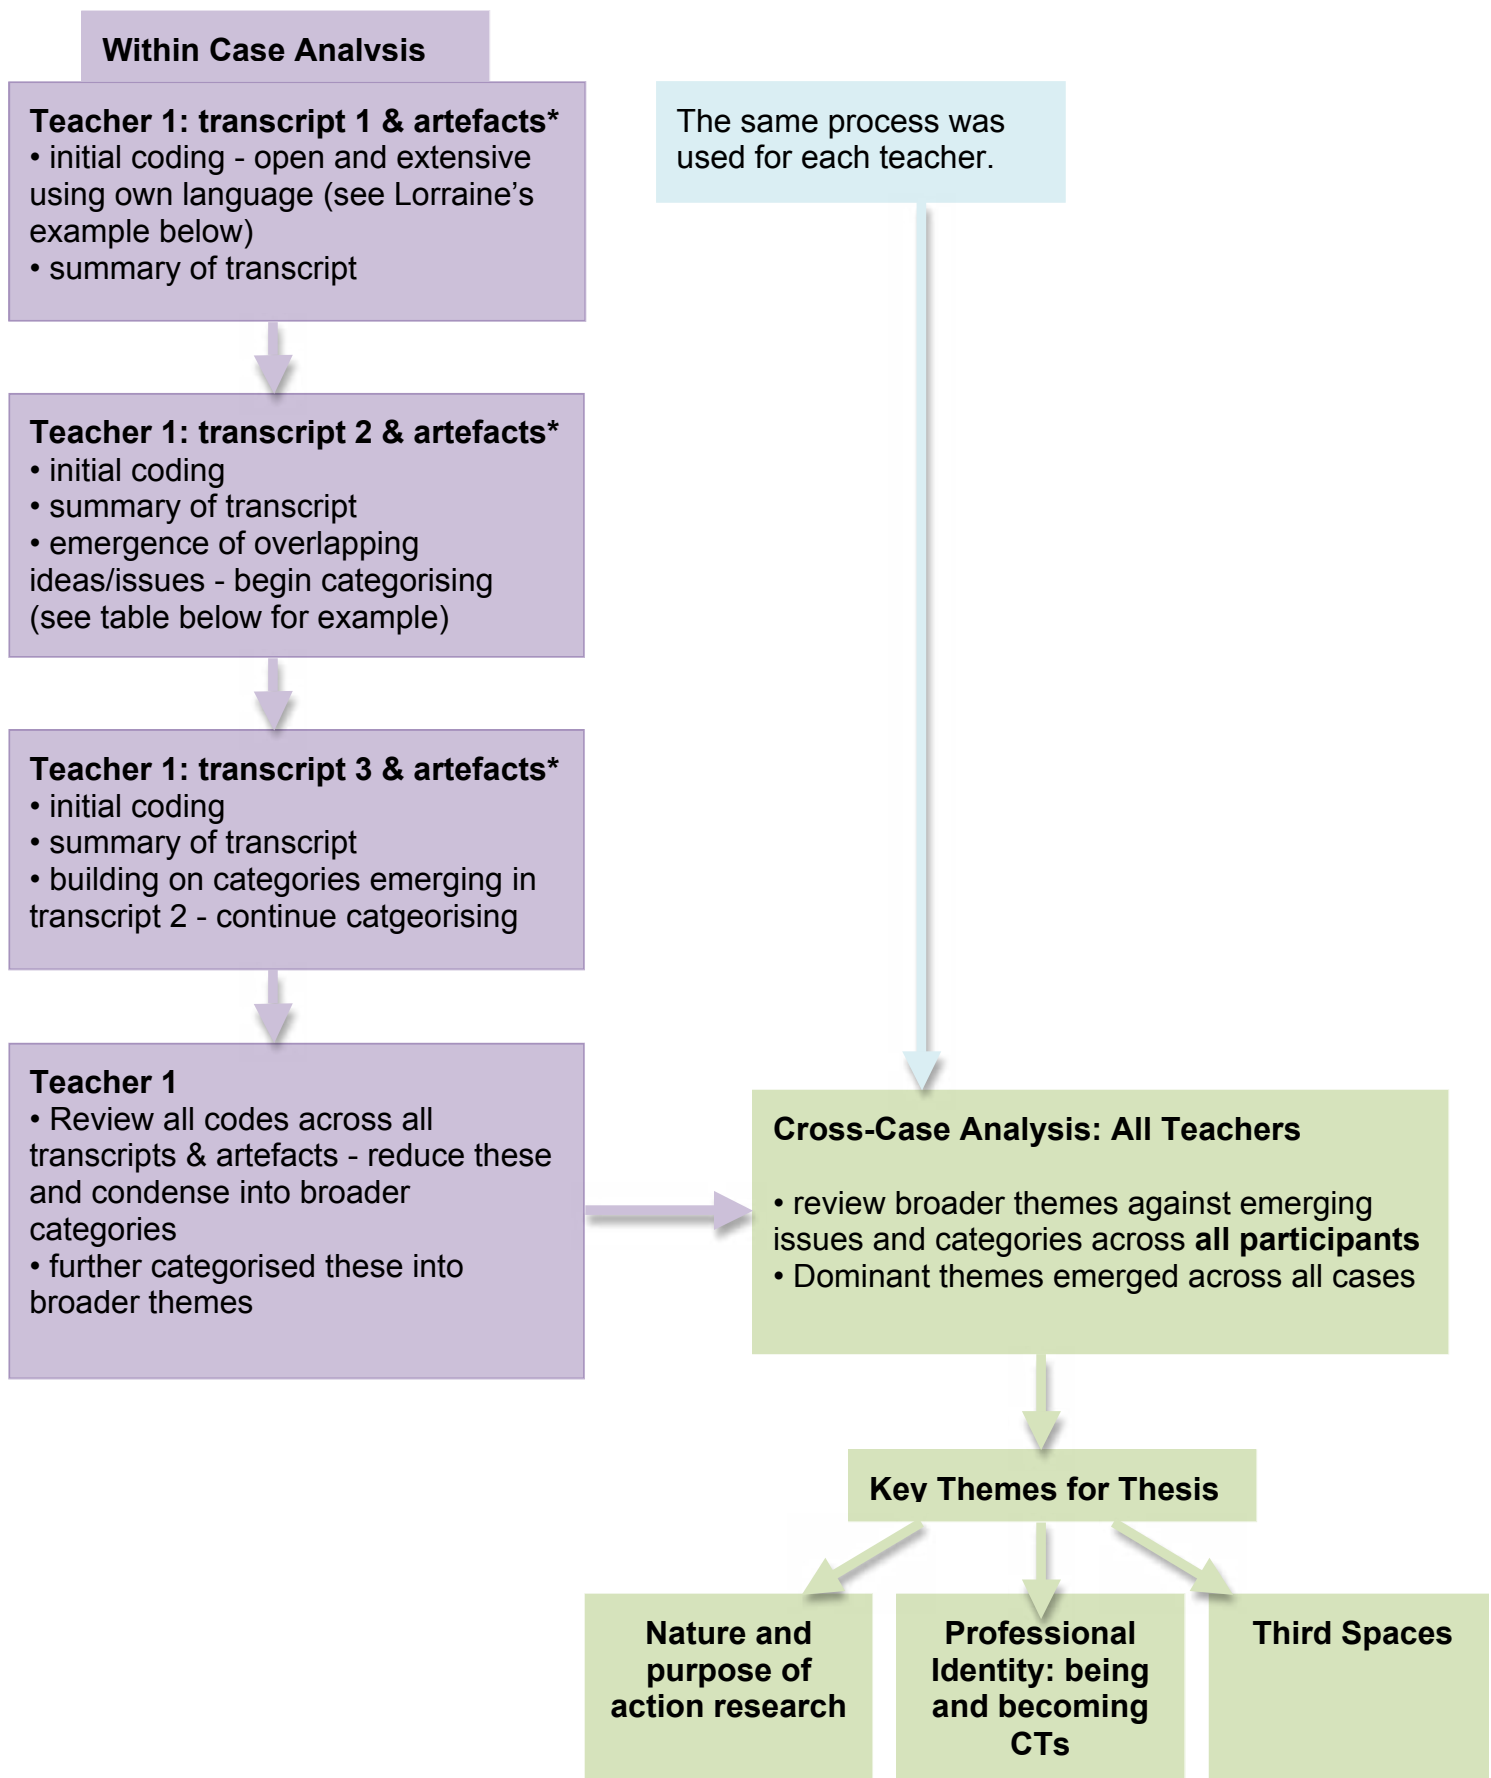 Within Case Analysis
Teacher 1: transcript 1 & artefacts*
• initial coding - open and extensive
using own language (see Lorraine's
example below)
• summary of transcript
The same process was
used for each teacher.
Teacher 1: transcript 2 & artefacts*
• initial coding
• summary of transcript
• emergence of overlapping
ideas/issues - begin categorising
(see table below for example)
Teacher 1: transcript 3 & artefacts*
• initial coding
• summary of transcript
• building on categories emerging in
transcript 2 - continue catgeorising
Teacher 1
• Review all codes across all
transcripts & artefacts - reduce these
and condense into broader
categories
• further categorised these into
broader themes
Cross-Case Analysis: All Teachers
• review broader themes against emerging
issues and categories across all participants
• Dominant themes emerged across all cases
Key Themes for Thesis
Nature and
purpose of
action research
Professional
Identity: being
and becoming
CTs
Third Spaces